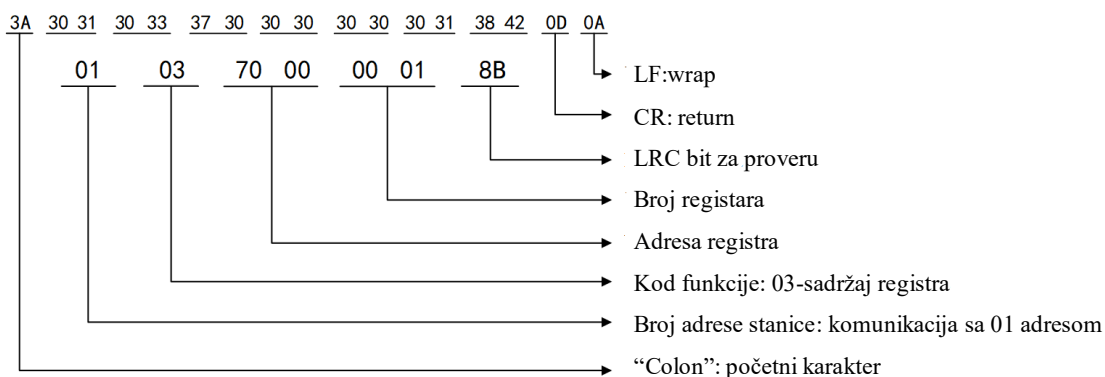 3A 30 31 30 33 37 30 30 30 30 30 30 31 38 42 0D 0A
01 03 70 00 00 01 8B
LF:wrap
CR: return
LRC bit za proveru
Broj registara
Adresa registra
Kod funkcije: 03-sadržaj registra
Broj adrese stanice: komunikacija sa 01 adresom
“Colon”: početni karakter